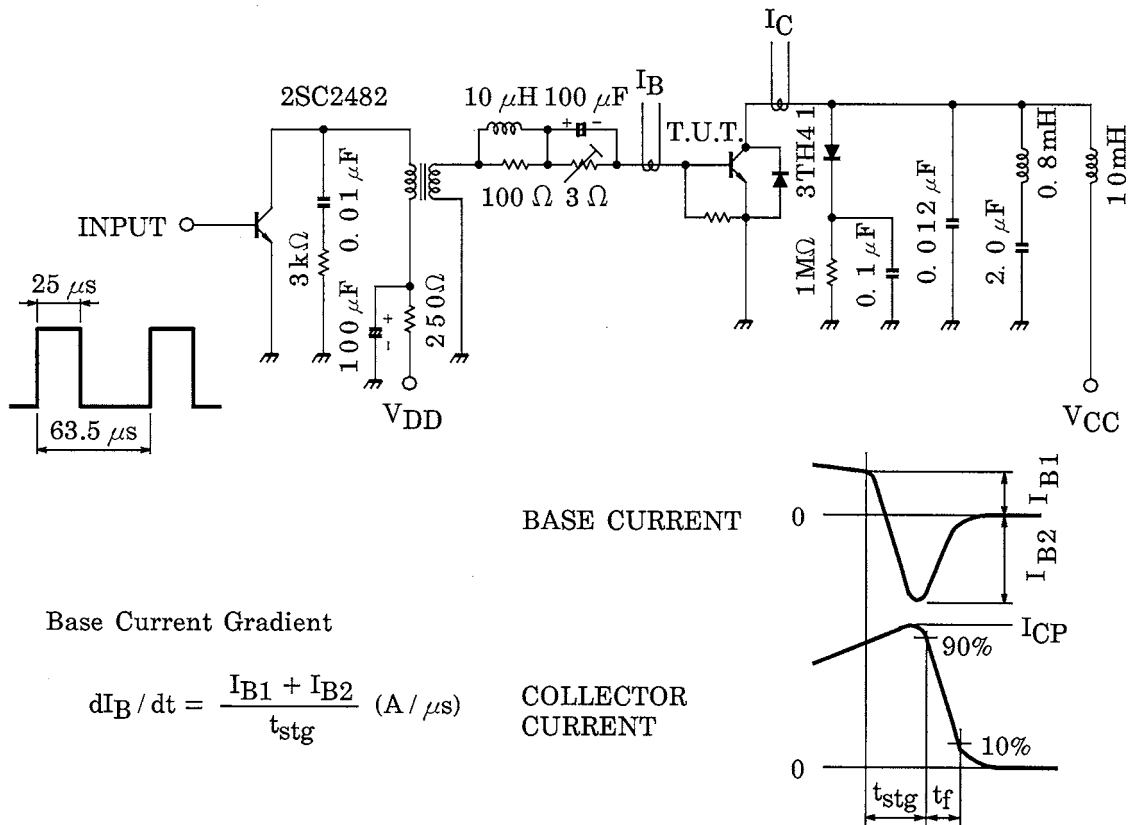 I_C
2SC2482
10 μH
100 μF
I_B
T.U.T.
3TH41
0.8mH
10mH
+ −
INPUT
0.01 μF
3kΩ
100 Ω
3 Ω
1MΩ
0.1 μF
0.012 μF
2.0 μF
25 μs
100 μF
+
−
250Ω
V_DD
V_CC
63.5 μs
BASE CURRENT
0
I_B1
I_B2
Base Current Gradient
I_CP
90%
dI_B / dt = (I_B1 + I_B2) / t_stg (A / μs)
COLLECTOR
CURRENT
10%
0
t_stg
t_f